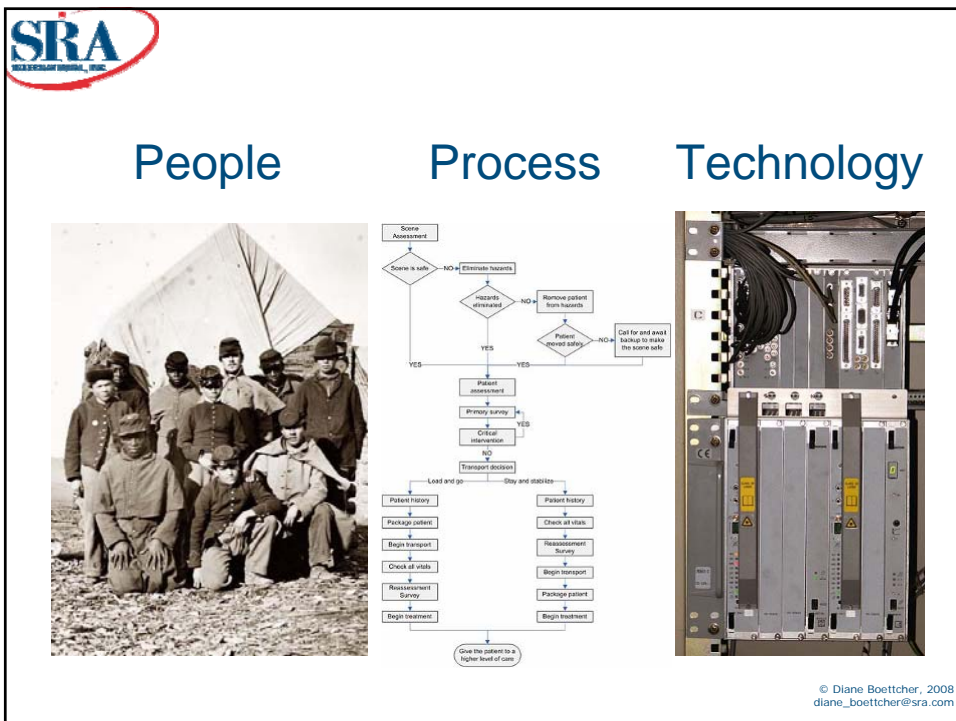 SRA
INTERNATIONAL, INC.
People
Process
Technology
Scene
Assessment
Scene is safe
NO
Eliminate hazards
Hazards
eliminated
NO
Remove patient
from hazards
Patient
moved safely
NO
Call for and await
backup to make
the scene safe
YES
YES
YES
Patient
assessment
Primary survey
YES
Critical
intervention
NO
Transport decision
Load and go
Stay and stabilize
Patient history
Package patient
Begin transport
Check all vitals
Reassessment
Survey
Begin treatment
Patient history
Check all vitals
Reassessment
Survey
Begin transport
Package patient
Begin treatment
Give the patient to a
higher level of care
C
CE
© Diane Boettcher, 2008
diane_boettcher@sra.com